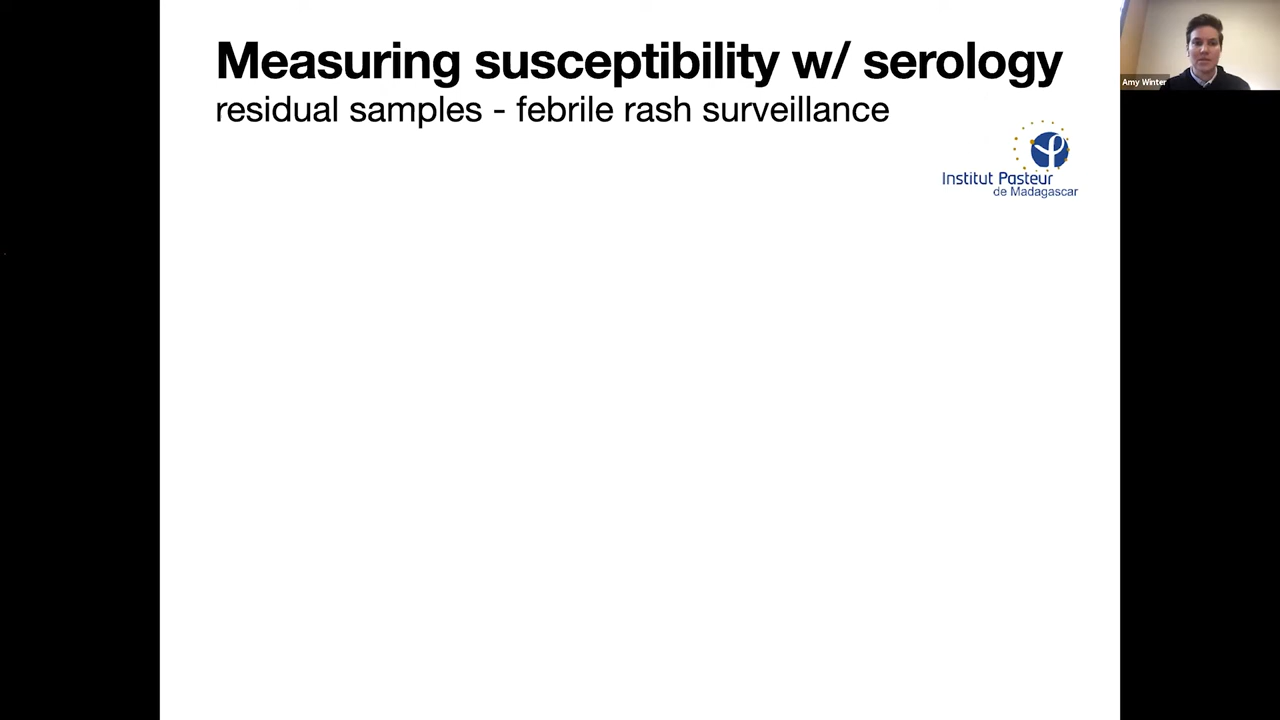 Measuring susceptibility w/ serology
residual samples - febrile rash surveillance
Amy Winter
Institut Pasteur
de Madagascar